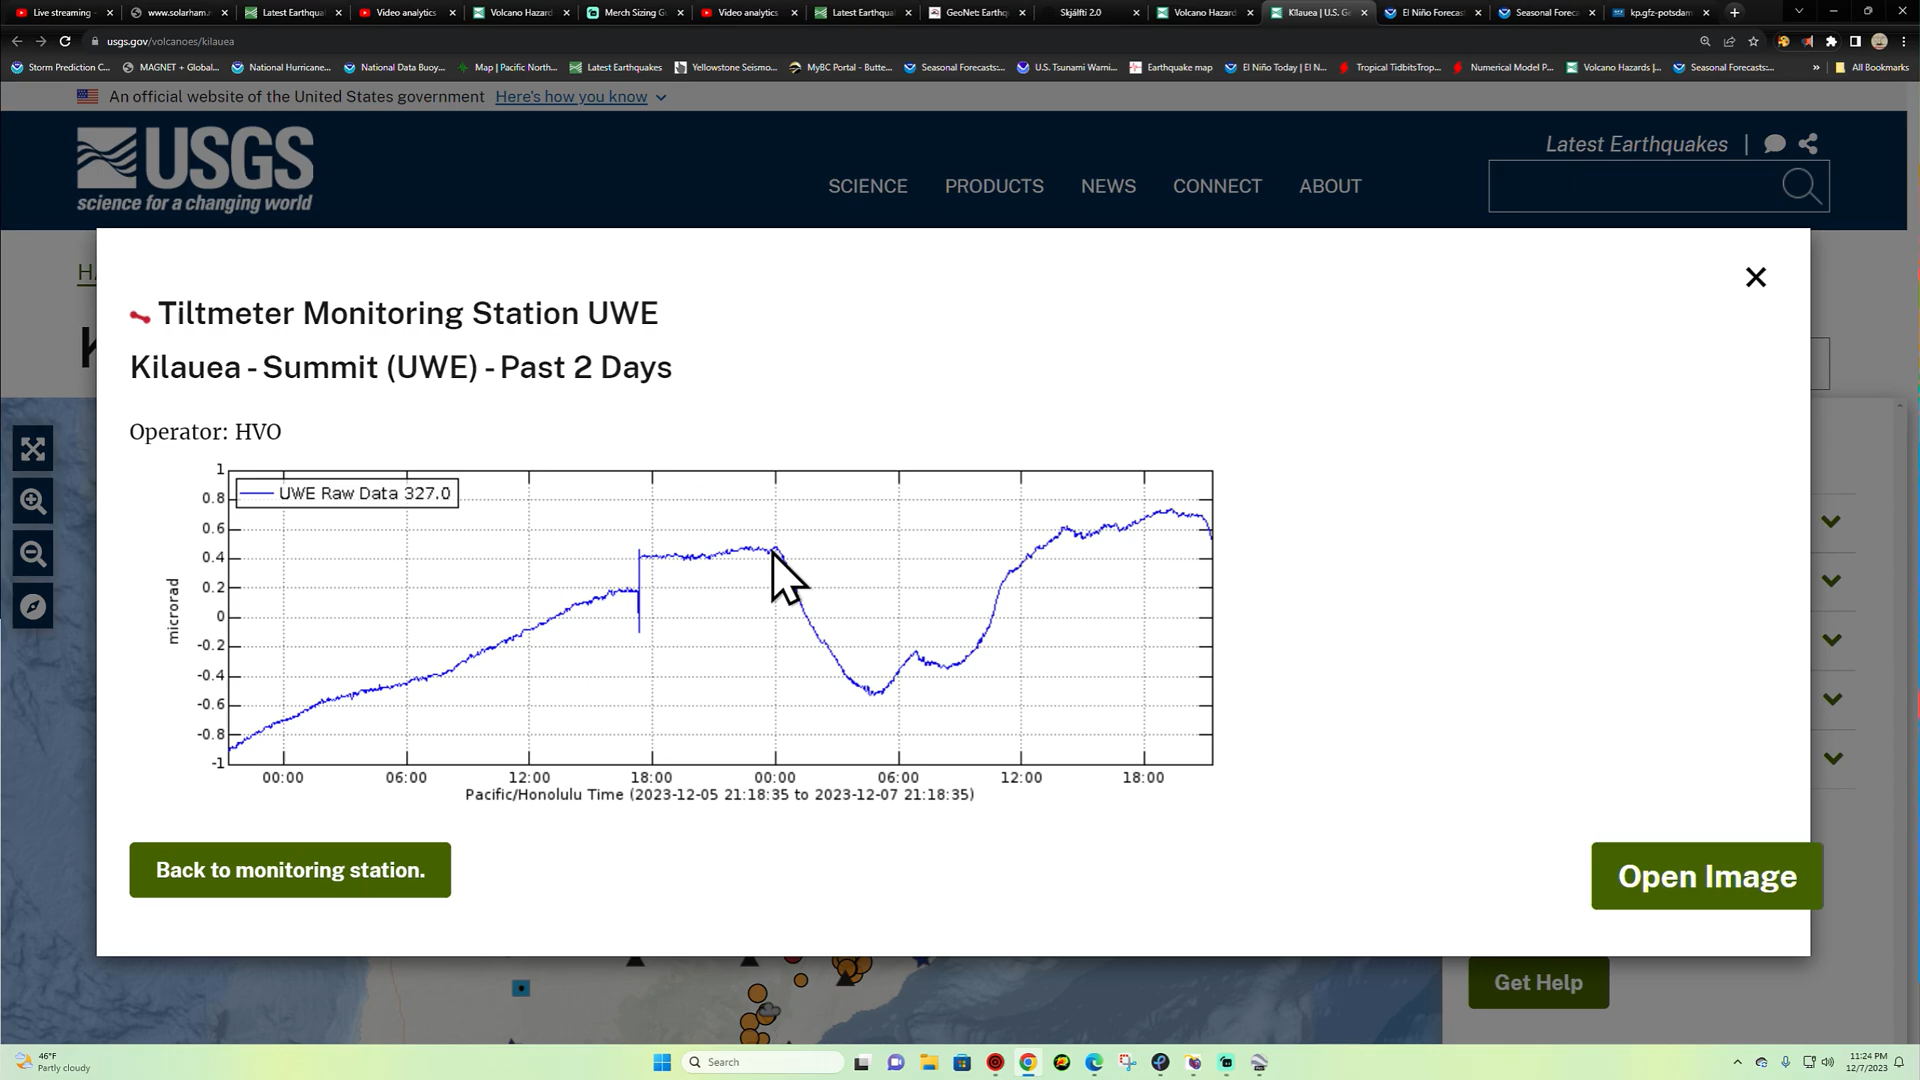 Live streaming -
www.solarham.n
Latest Earthqua
Video analytics
Volcano Hazard
Merch Sizing Gu
Video analytics
Latest Earthqua
GeoNet: Earthq
Skjálfti 2.0
Volcano Hazard
Kīlauea | U.S. Ge
El Niño Forecas
Seasonal Foreca
kp.gfz-potsdam
usgs.gov/volcanoes/kilauea
Storm Prediction C...
MAGNET + Global...
National Hurricane...
National Data Buoy...
Map | Pacific North...
Latest Earthquakes
Yellowstone Seismo...
MyBC Portal - Butte...
Seasonal Forecasts:...
U.S. Tsunami Warni...
Earthquake map
El Niño Today | El N...
Tropical TidbitsTrop...
Numerical Model P...
Volcano Hazards |...
Seasonal Forecasts:...
»
All Bookmarks
An official website of the United States government Here's how you know
USGS
science for a changing world
Latest Earthquakes |
SCIENCE PRODUCTS NEWS CONNECT ABOUT
Tiltmeter Monitoring Station UWE
Kilauea - Summit (UWE) - Past 2 Days
Operator: HVO
UWE Raw Data 327.0
microrad
1
0.8
0.6
0.4
0.2
0
-0.2
-0.4
-0.6
-0.8
-1
00:00 06:00 12:00 18:00 00:00 06:00 12:00 18:00
Pacific/Honolulu Time (2023-12-05 21:18:35 to 2023-12-07 21:18:35)
Back to monitoring station.
Open Image
Get Help
46°F
Partly cloudy
Search
11:24 PM
12/7/2023